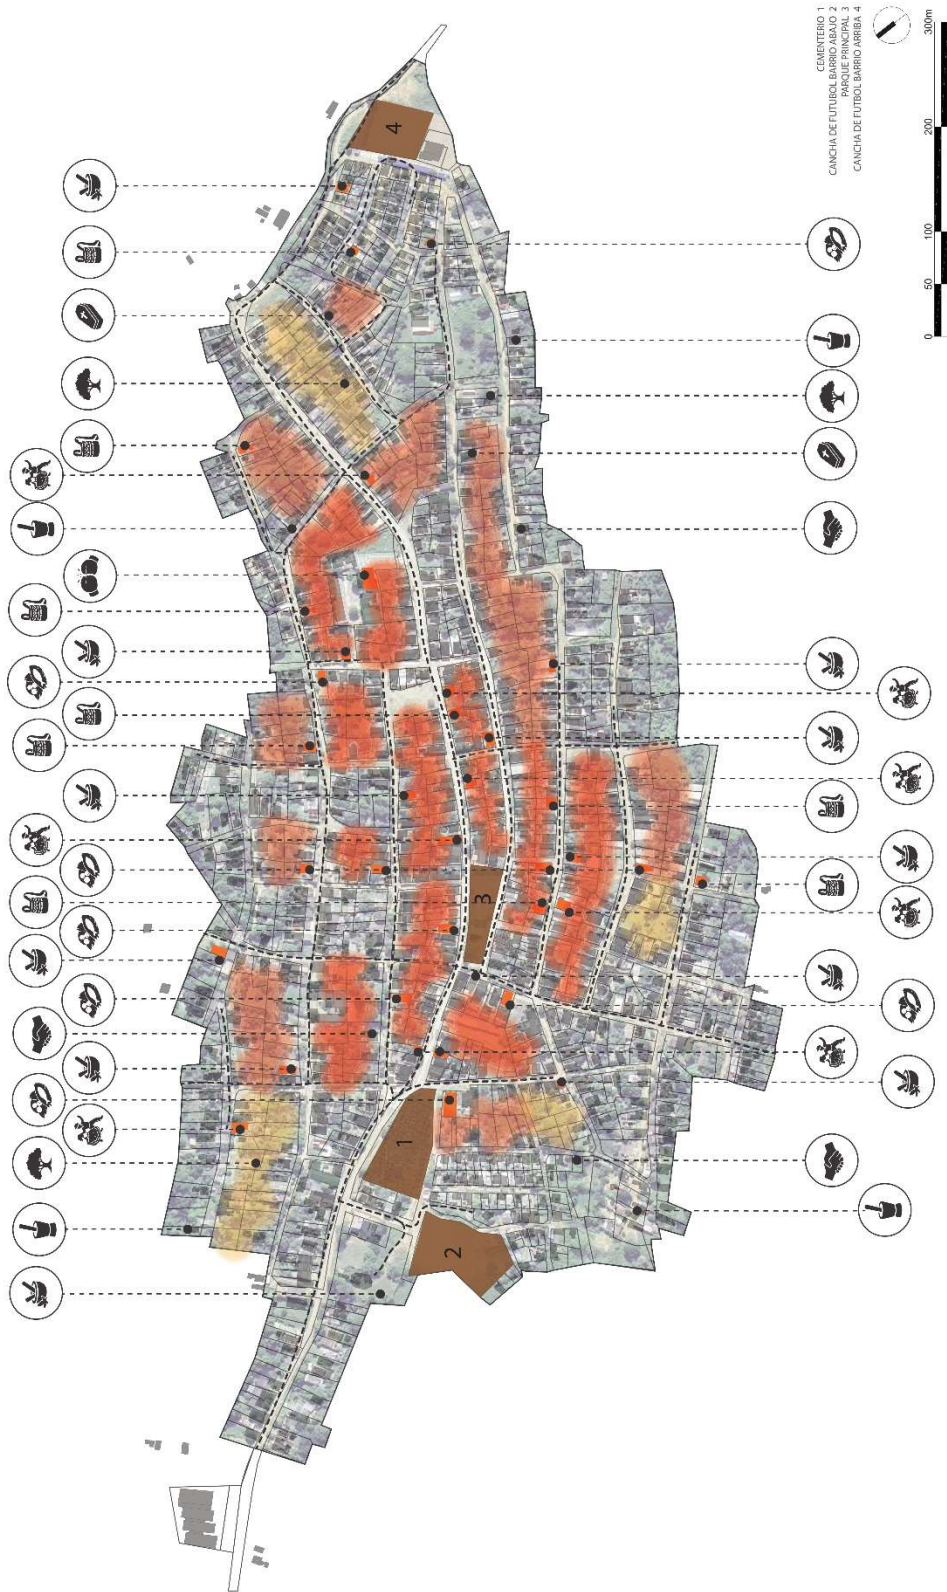 CEMENTERIO 1
CANCHA DE FUTUBOL BARRIO ABAJO 2
PARQUE PRINCIPAL 3
CANCHA DE FUTBOL BARRIO ARRIBA 4
0 50 100 200 300m
4
3
1
2